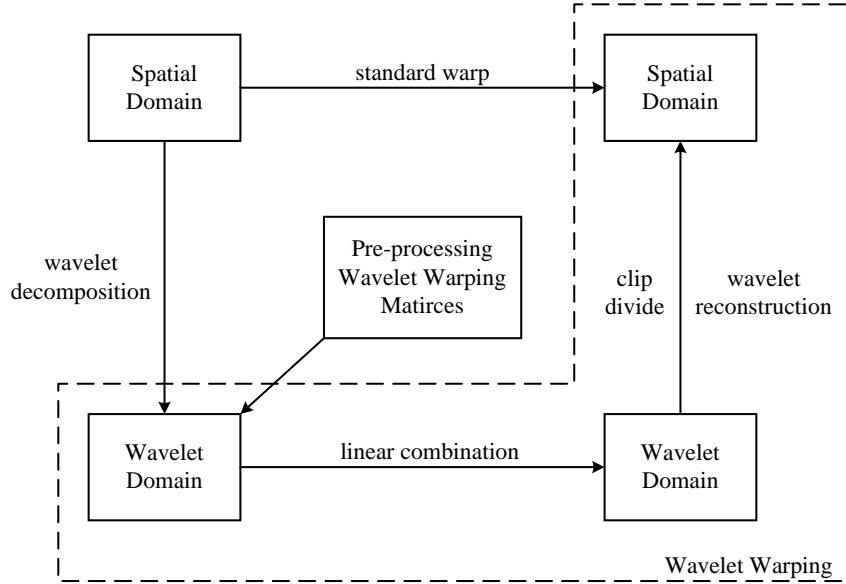 Spatial
Domain
standard warp
Spatial
Domain
wavelet
decomposition
Pre-processing
Wavelet Warping
Matirces
clip
divide
wavelet
reconstruction
Wavelet
Domain
linear combination
Wavelet
Domain
Wavelet Warping